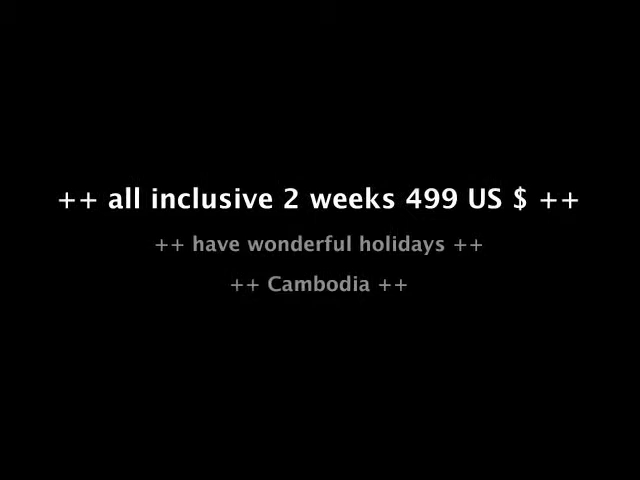 ++ all inclusive 2 weeks 499 US $ ++
++ have wonderful holidays ++
++ Cambodia ++